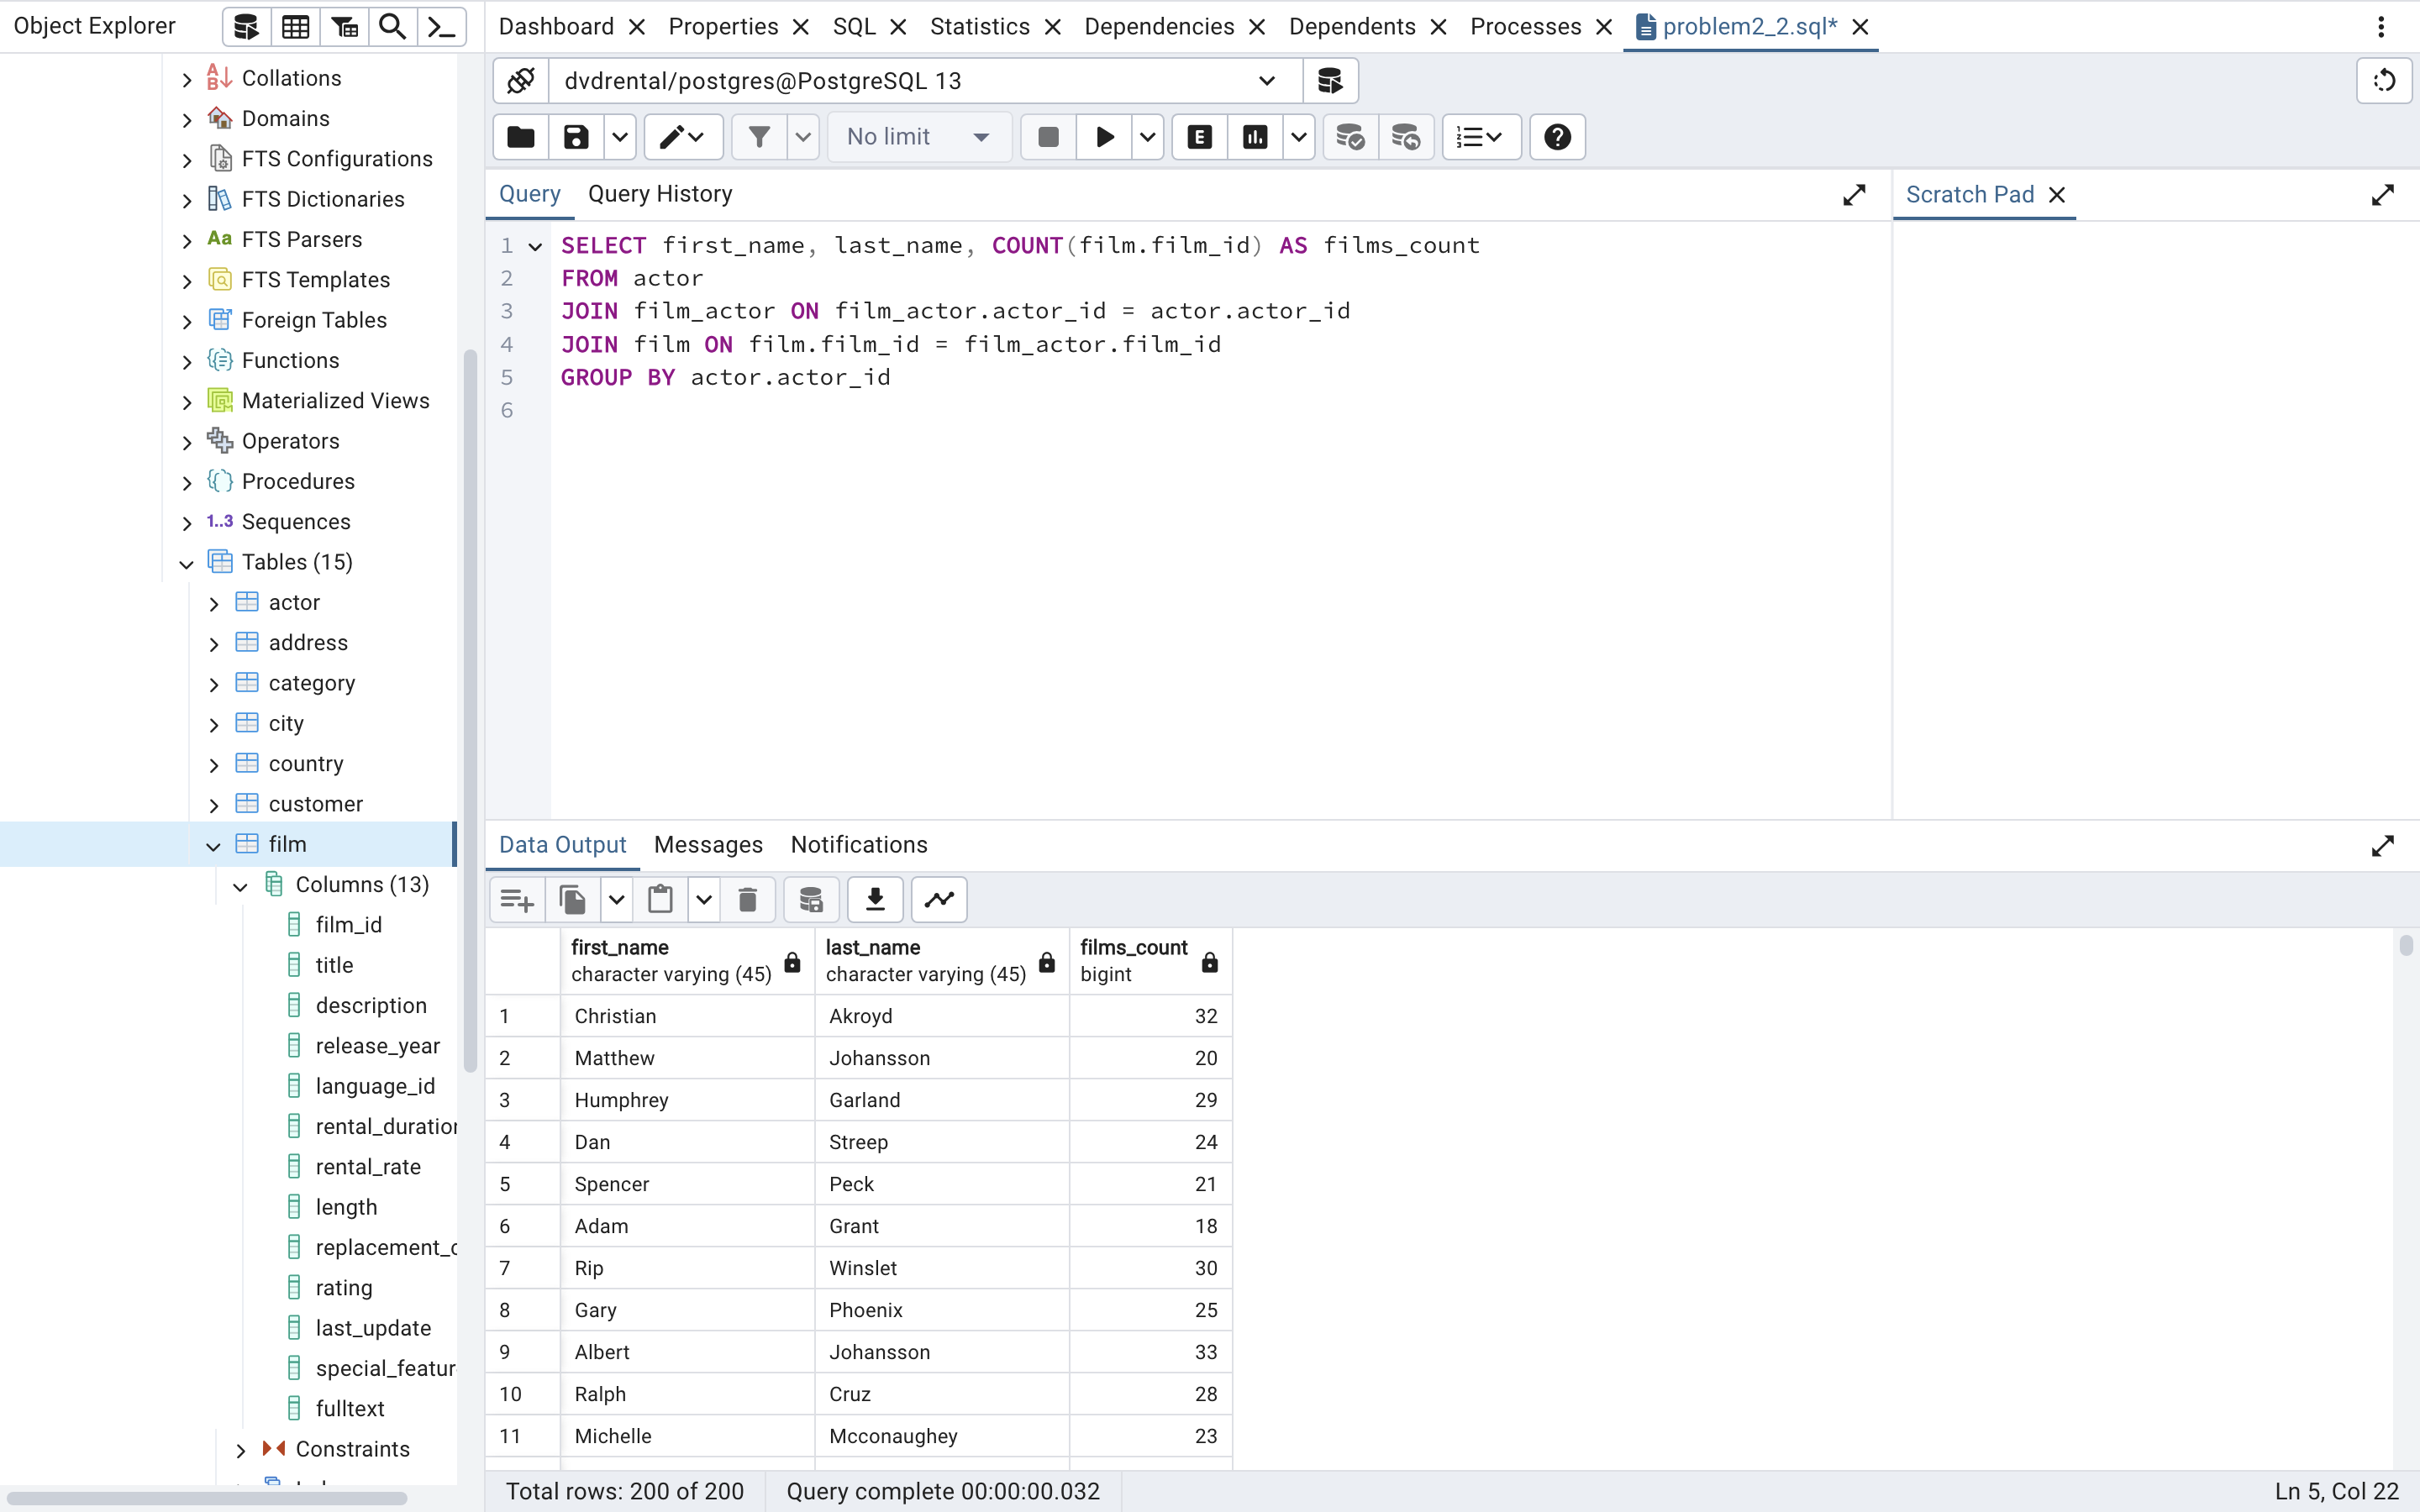 Object Explorer
Dashboard Properties SQL Statistics Dependencies Dependents Processes problem2_2.sql*
Collations
Domains
FTS Configurations
FTS Dictionaries
Aa FTS Parsers
FTS Templates
Foreign Tables
Functions
Materialized Views
Operators
Procedures
1..3 Sequences
Tables (15)
actor
address
category
city
country
customer
film
Columns (13)
film_id
title
description
release_year
language_id
rental_duration
rental_rate
length
replacement_c
rating
last_update
special_featur
fulltext
Constraints
dvdrental/postgres@PostgreSQL 13
No limit
E
Query Query History
Scratch Pad
1 SELECT first_name, last_name, COUNT(film.film_id) AS films_count
2 FROM actor
3 JOIN film_actor ON film_actor.actor_id = actor.actor_id
4 JOIN film ON film.film_id = film_actor.film_id
5 GROUP BY actor.actor_id
6
Data Output Messages Notifications
first_name last_name films_count
character varying (45) character varying (45) bigint
1 Christian Akroyd 32
2 Matthew Johansson 20
3 Humphrey Garland 29
4 Dan Streep 24
5 Spencer Peck 21
6 Adam Grant 18
7 Rip Winslet 30
8 Gary Phoenix 25
9 Albert Johansson 33
10 Ralph Cruz 28
11 Michelle Mcconaughey 23
Total rows: 200 of 200 Query complete 00:00:00.032 Ln 5, Col 22